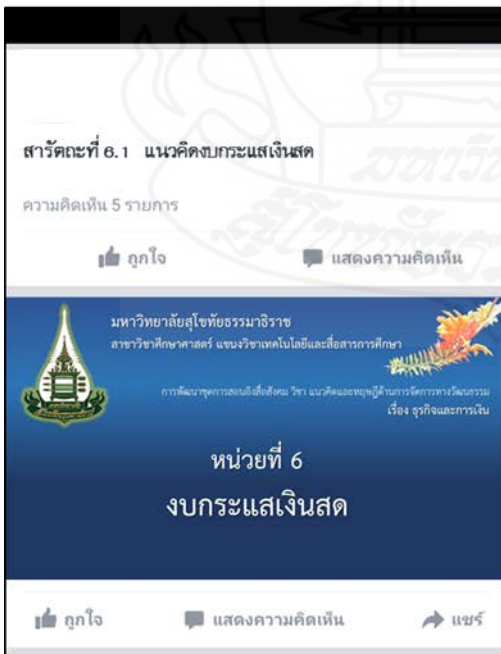 สารัตถะที่ 6.1 แนวคิดงบกระแสเงินสด
ความคิดเห็น 5 รายการ
ถูกใจ แสดงความคิดเห็น
มหาวิทยาลัยสุโขทัยธรรมาธิราช
สาขาวิชาศึกษาศาสตร์ แขนงวิชาเทคโนโลยีและสื่อสารการศึกษา
การพัฒนาชุดการสอนอิงสื่อสังคม วิชา แนวคิดและทฤษฎีด้านการจัดการทางวัฒนธรรม
เรื่อง ธุรกิจและการเงิน
หน่วยที่ 6
งบกระแสเงินสด
ถูกใจ แสดงความคิดเห็น แชร์